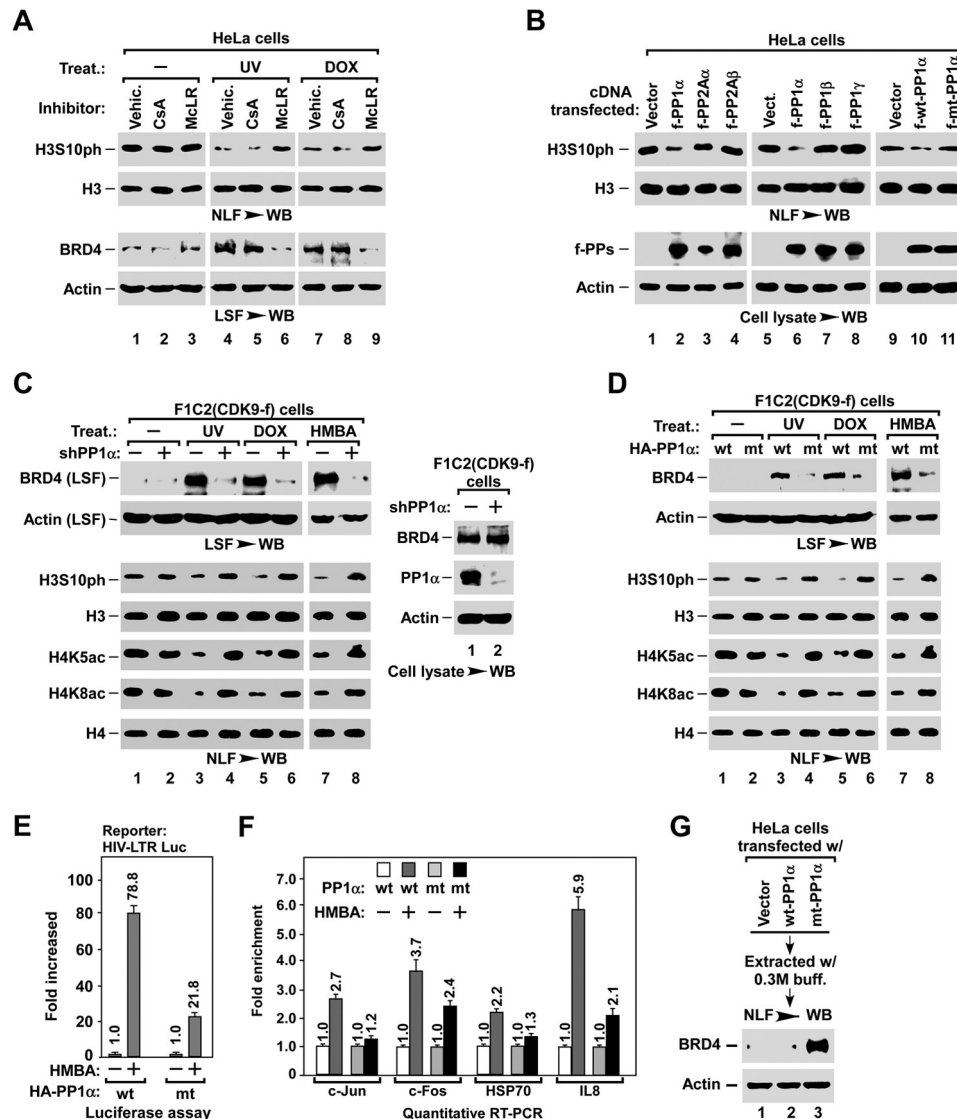 A
HeLa cells
Treat.: – UV DOX
Inhibitor: Vehic. CsA McLR Vehic. CsA McLR Vehic. CsA McLR
H3S10ph
H3
NLF ➤ WB
BRD4
Actin
LSF ➤ WB
1 2 3 4 5 6 7 8 9
B
HeLa cells
cDNA
transfected:
Vector f-PP1α f-PP2Aα f-PP2Aβ Vect. f-PP1α f-PP1β f-PP1γ Vector f-wt-PP1α f-mt-PP1α
H3S10ph
H3
NLF ➤ WB
f-PPs
Actin
Cell lysate ➤ WB
1 2 3 4 5 6 7 8 9 10 11
C
F1C2(CDK9-f) cells
Treat.: – UV DOX HMBA
shPP1α: – + – + – + – +
BRD4 (LSF)
Actin (LSF)
LSF ➤ WB
H3S10ph
H3
H4K5ac
H4K8ac
H4
NLF ➤ WB
1 2 3 4 5 6 7 8
F1C2(CDK9-f)
cells
shPP1α: – +
BRD4
PP1α
Actin
1 2
Cell lysate ➤ WB
D
F1C2(CDK9-f) cells
Treat.: – UV DOX HMBA
HA-PP1α: wt mt wt mt wt mt wt mt
BRD4
Actin
LSF ➤ WB
H3S10ph
H3
H4K5ac
H4K8ac
H4
NLF ➤ WB
1 2 3 4 5 6 7 8
E
Reporter:
HIV-LTR Luc
Fold increased
100
80
60
40
20
0
1.0 78.8 1.0 21.8
HMBA: – + – +
HA-PP1α: wt mt
Luciferase assay
F
PP1α: wt wt mt mt
HMBA: – + – +
Fold enrichment
7.0
6.0
5.0
4.0
3.0
2.0
1.0
0
1.0 2.7 1.0 1.2 1.0 3.7 1.0 2.4 1.0 2.2 1.0 1.3 1.0 5.9 1.0 2.1
c-Jun c-Fos HSP70 IL8
Quantitative RT-PCR
G
HeLa cells
transfected w/
Vector wt-PP1α mt-PP1α
Extracted w/
0.3M buff.
NLF ➤ WB
BRD4
Actin
1 2 3